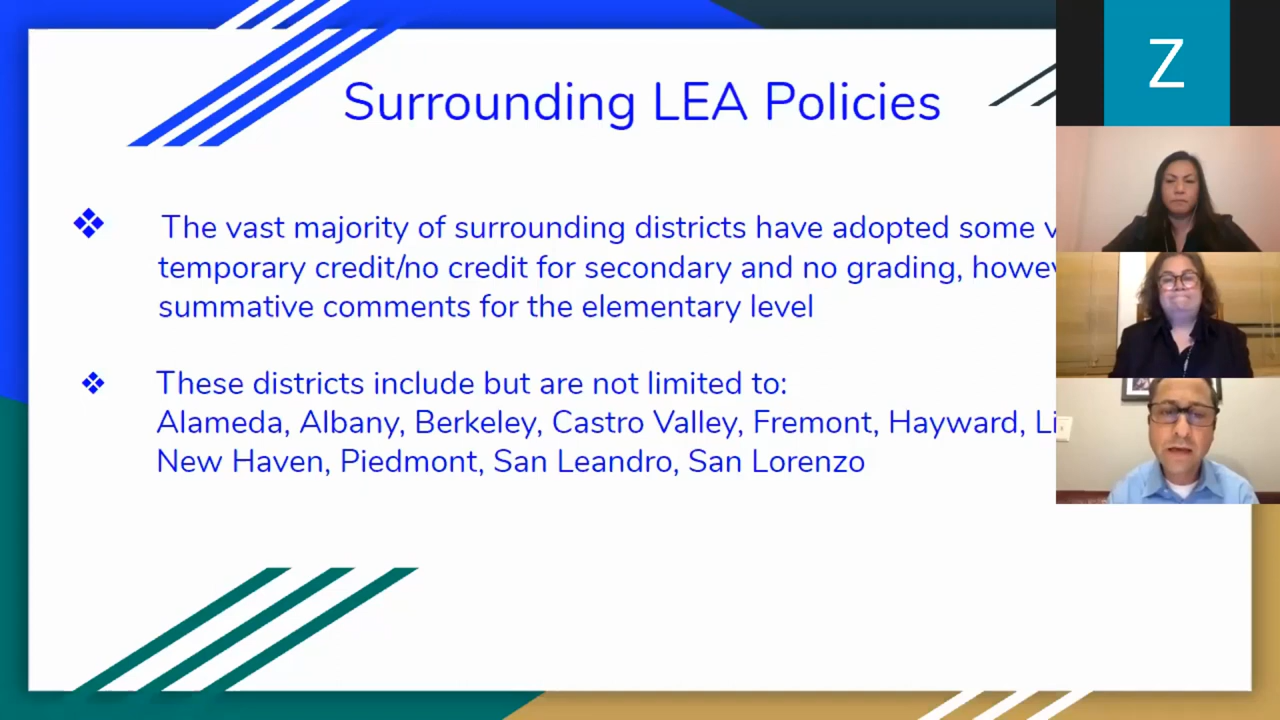 Surrounding LEA Policies
Z
The vast majority of surrounding districts have adopted some
temporary credit/no credit for secondary and no grading,
summative comments for the elementary level
These districts include but are not limited to:
Alameda, Albany, Berkeley, Castro Valley, Fremont, Hayward,
New Haven, Piedmont, San Leandro, San Lorenzo